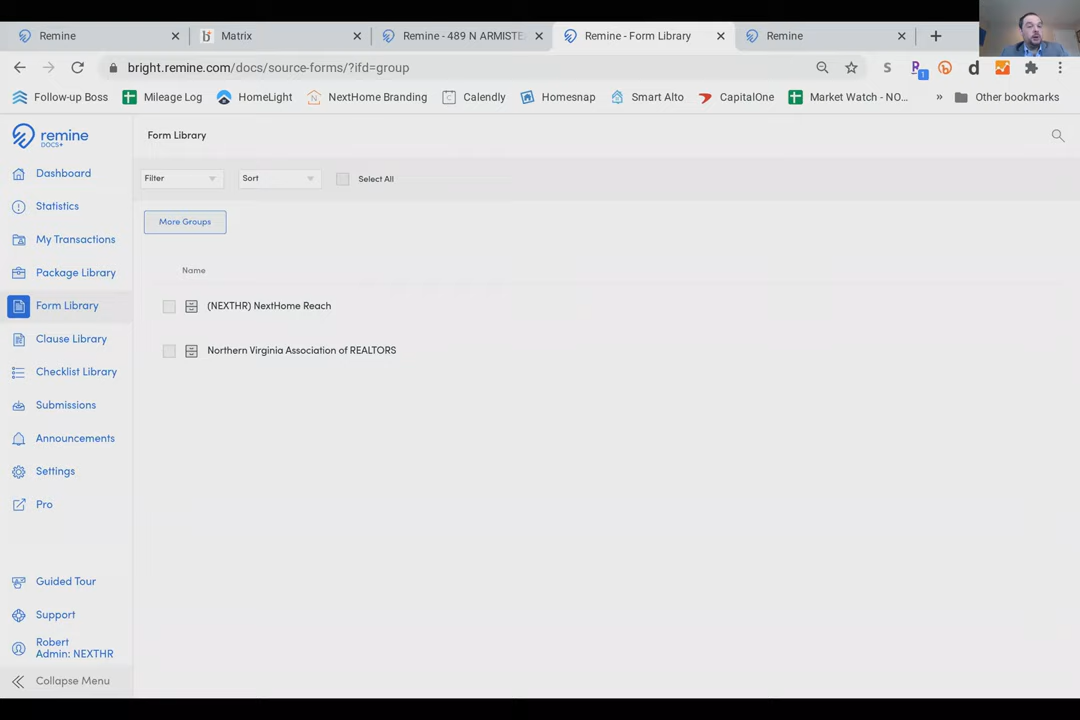 Remine
Matrix
Remine - 489 N ARMISTE
Remine - Form Library
Remine
bright.remine.com/docs/source-forms/?ifd=group
Follow-up Boss
Mileage Log
HomeLight
NextHome Branding
Calendly
Homesnap
Smart Alto
CapitalOne
Market Watch - NO...
Other bookmarks
remine
DOCS+
Form Library
Dashboard
Filter
Sort
Select All
Statistics
More Groups
My Transactions
Package Library
Name
Form Library
(NEXTHR) NextHome Reach
Clause Library
Northern Virginia Association of REALTORS
Checklist Library
Submissions
Announcements
Settings
Pro
Guided Tour
Support
Robert
Admin: NEXTHR
Collapse Menu